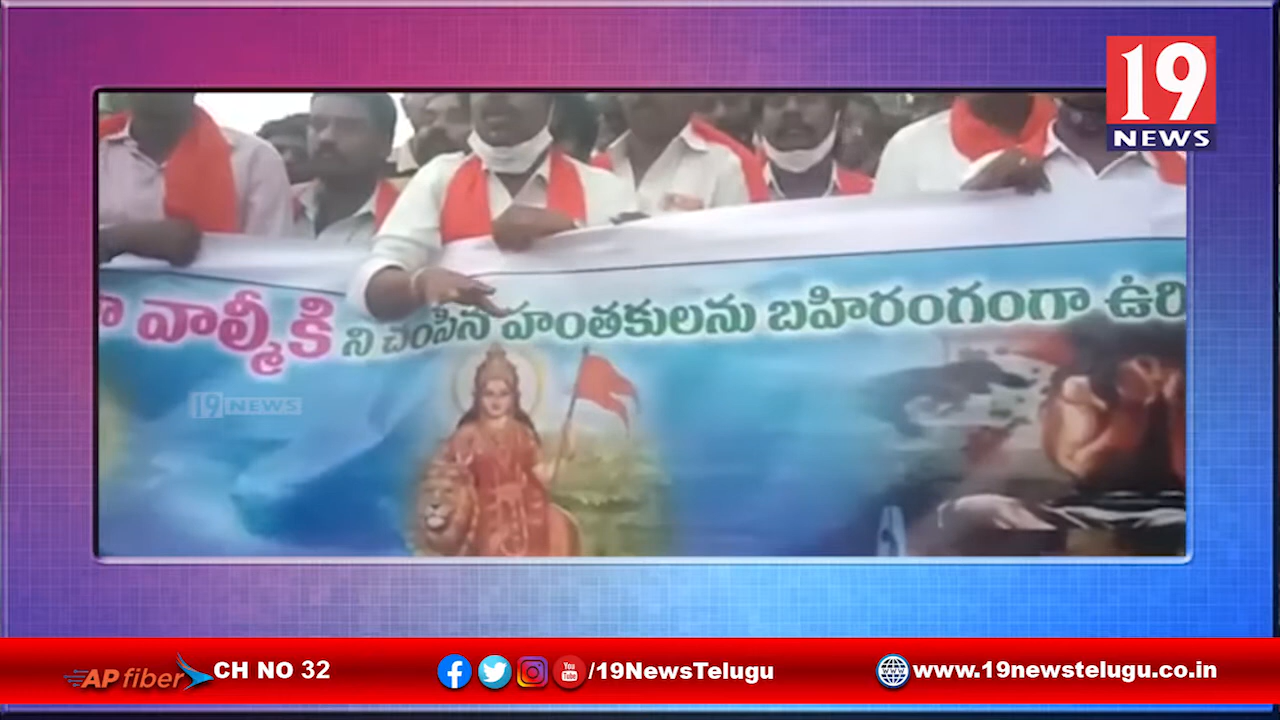 19
NEWS
వాల్మీకి ని చంపిన హంతకులను బహిరంగంగా
19 NEWS
AP fiber CH NO 32
/19NewsTelugu
www.19newstelugu.co.in